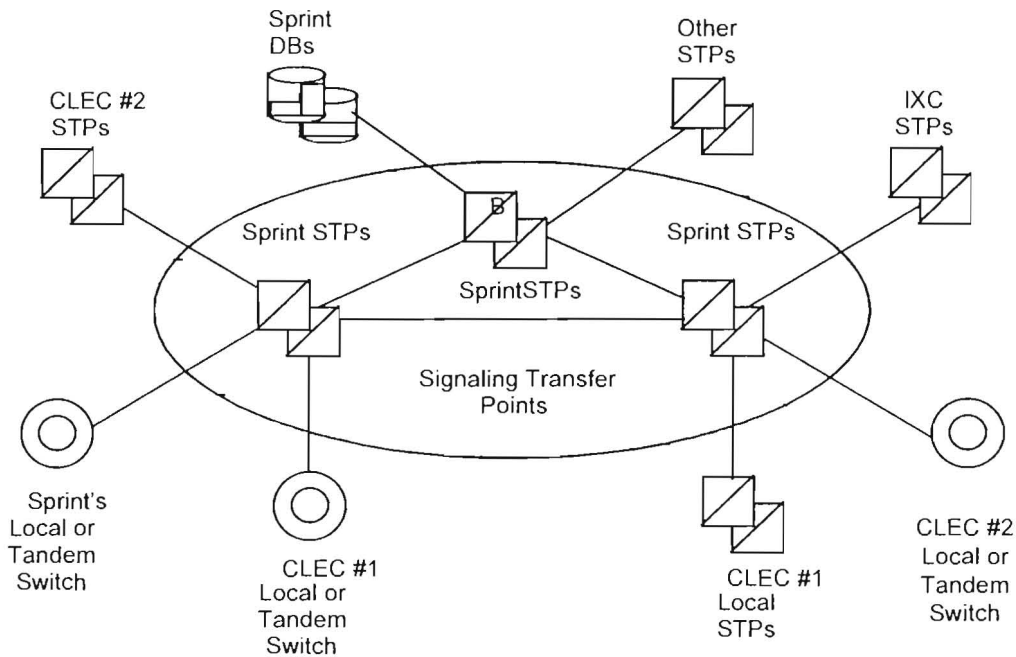 Sprint
DBs
Other
STPs
CLEC #2
STPs
IXC
STPs
B
Sprint STPs
Sprint STPs
SprintSTPs
Signaling Transfer
Points
Sprint's
Local or
Tandem
Switch
CLEC #1
Local or
Tandem
Switch
CLEC #1
Local
STPs
CLEC #2
Local or
Tandem
Switch